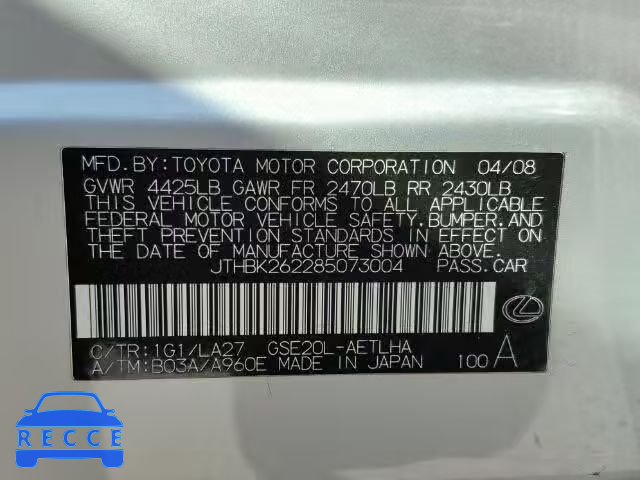 MFD. BY: TOYOTA MOTOR CORPORATION 04/08
GVWR 4425LB GAWR FR 2470LB RR 2430LB
THIS VEHICLE CONFORMS TO ALL APPLICABLE
FEDERAL MOTOR VEHICLE SAFETY, BUMPER, AND
THEFT PREVENTION STANDARDS IN EFFECT ON
THE DATE OF MANUFACTURE SHOWN ABOVE.
JTHBK262285073004 PASS. CAR
C/TR: 1G1/LA27 GSE20L-AETLHA
A/TM: B03A/A960E MADE IN JAPAN 100 A
RECCE